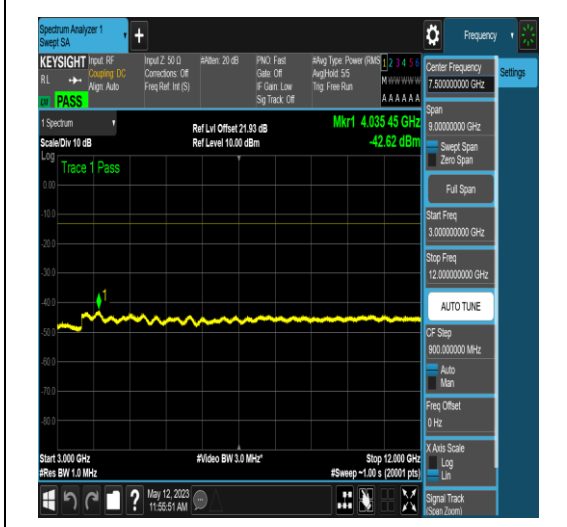 Spectrum Analyzer 1
Swept SA
+
Frequency
KEYSIGHT
RL
Input: RF
Coupling: DC
Align: Auto
Input Z: 50 Ω
Corrections: Off
Freq Ref: Int (S)
#Atten: 20 dB
PNO: Fast
Gate: Off
IF Gain: Low
Sig Track: Off
#Avg Type: Power (RMS
Avg|Hold: 5/5
Trig: Free Run
1 2 3 4 5 6
M W W W W W
A A A A A A
PASS
1 Spectrum
Scale/Div 10 dB
Ref Lvl Offset 21.93 dB
Ref Level 10.00 dBm
Mkr1 4.035 45 GHz
-42.62 dBm
Log
Trace 1 Pass
0.00
-10.0
-20.0
-30.0
-40.0
-50.0
-60.0
-70.0
-80.0
1
Start 3.000 GHz
#Res BW 1.0 MHz
#Video BW 3.0 MHz*
Stop 12.000 GHz
#Sweep ~1.00 s (20001 pts)
?
May 12, 2023
11:55:51 AM
Center Frequency
7.500000000 GHz
Settings
Span
9.00000000 GHz
Swept Span
Zero Span
Full Span
Start Freq
3.000000000 GHz
Stop Freq
12.000000000 GHz
AUTO TUNE
CF Step
900.000000 MHz
Auto
Man
Freq Offset
0 Hz
X Axis Scale
Log
Lin
Signal Track
(Span Zoom)